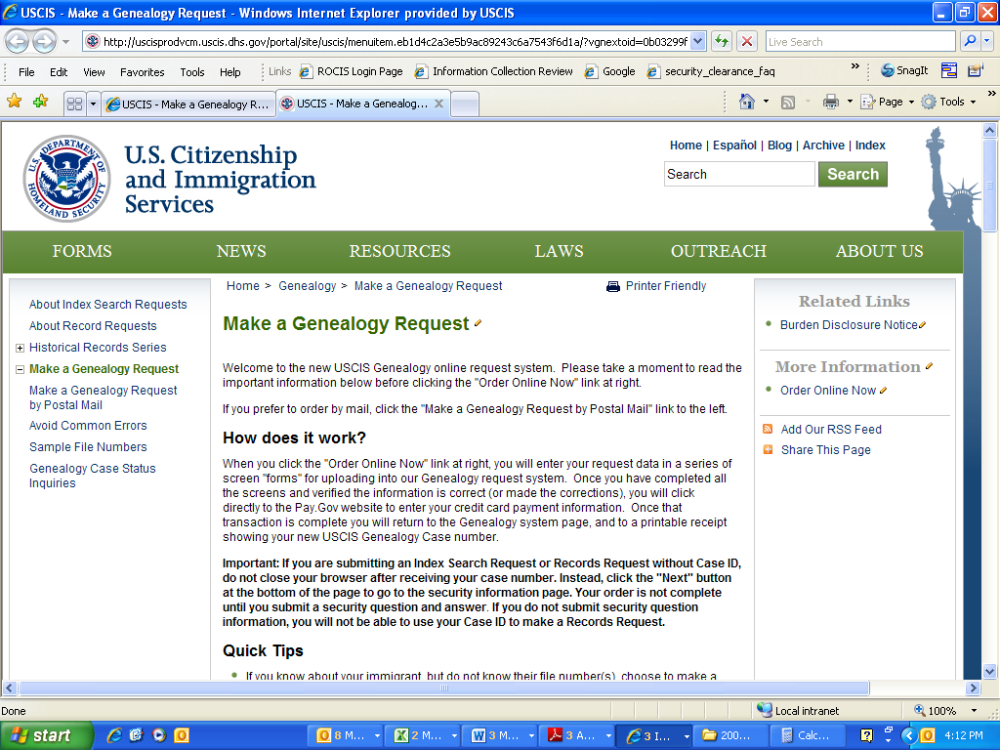 USCIS - Make a Genealogy Request - Windows Internet Explorer provided by USCIS
http://uscisprodvcm.uscis.dhs.gov/portal/site/uscis/menuitem.eb1d4c2a3e5b9ac89243c6a7543f6d1a/?vgnextoid=0b03299f
Live Search
File Edit View Favorites Tools Help
Links ROCIS Login Page Information Collection Review Google security_clearance_faq » SnagIt
USCIS - Make a Genealogy R... USCIS - Make a Genealog... Page Tools »
U.S. DEPARTMENT OF HOMELAND SECURITY
U.S. Citizenship
and Immigration
Services
Home | Español | Blog | Archive | Index
Search Search
FORMS NEWS RESOURCES LAWS OUTREACH ABOUT US
About Index Search Requests
About Record Requests
Historical Records Series
Make a Genealogy Request
Make a Genealogy Request
by Postal Mail
Avoid Common Errors
Sample File Numbers
Genealogy Case Status
Inquiries
Home > Genealogy > Make a Genealogy Request
Printer Friendly
Make a Genealogy Request
Welcome to the new USCIS Genealogy online request system. Please take a moment to read the
important information below before clicking the "Order Online Now" link at right.
If you prefer to order by mail, click the "Make a Genealogy Request by Postal Mail" link to the left.
How does it work?
When you click the "Order Online Now" link at right, you will enter your request data in a series of
screen "forms" for uploading into our Genealogy request system. Once you have completed all
the screens and verified the information is correct (or made the corrections), you will click
directly to the Pay.Gov website to enter your credit card payment information. Once that
transaction is complete you will return to the Genealogy system page, and to a printable receipt
showing your new USCIS Genealogy Case number.
Important: If you are submitting an Index Search Request or Records Request without Case ID,
do not close your browser after receiving your case number. Instead, click the "Next" button
at the bottom of the page to go to the security information page. Your order is not complete
until you submit a security question and answer. If you do not submit security question
information, you will not be able to use your Case ID to make a Records Request.
Quick Tips
If you know about your immigrant, but do not know their file number(s), choose to make a
Related Links
Burden Disclosure Notice
More Information
Order Online Now
Add Our RSS Feed
Share This Page
Done Local intranet 100%
start 8 M... 2 M... 3 M... 3 A... 3 I... 200... Calc... 4:12 PM